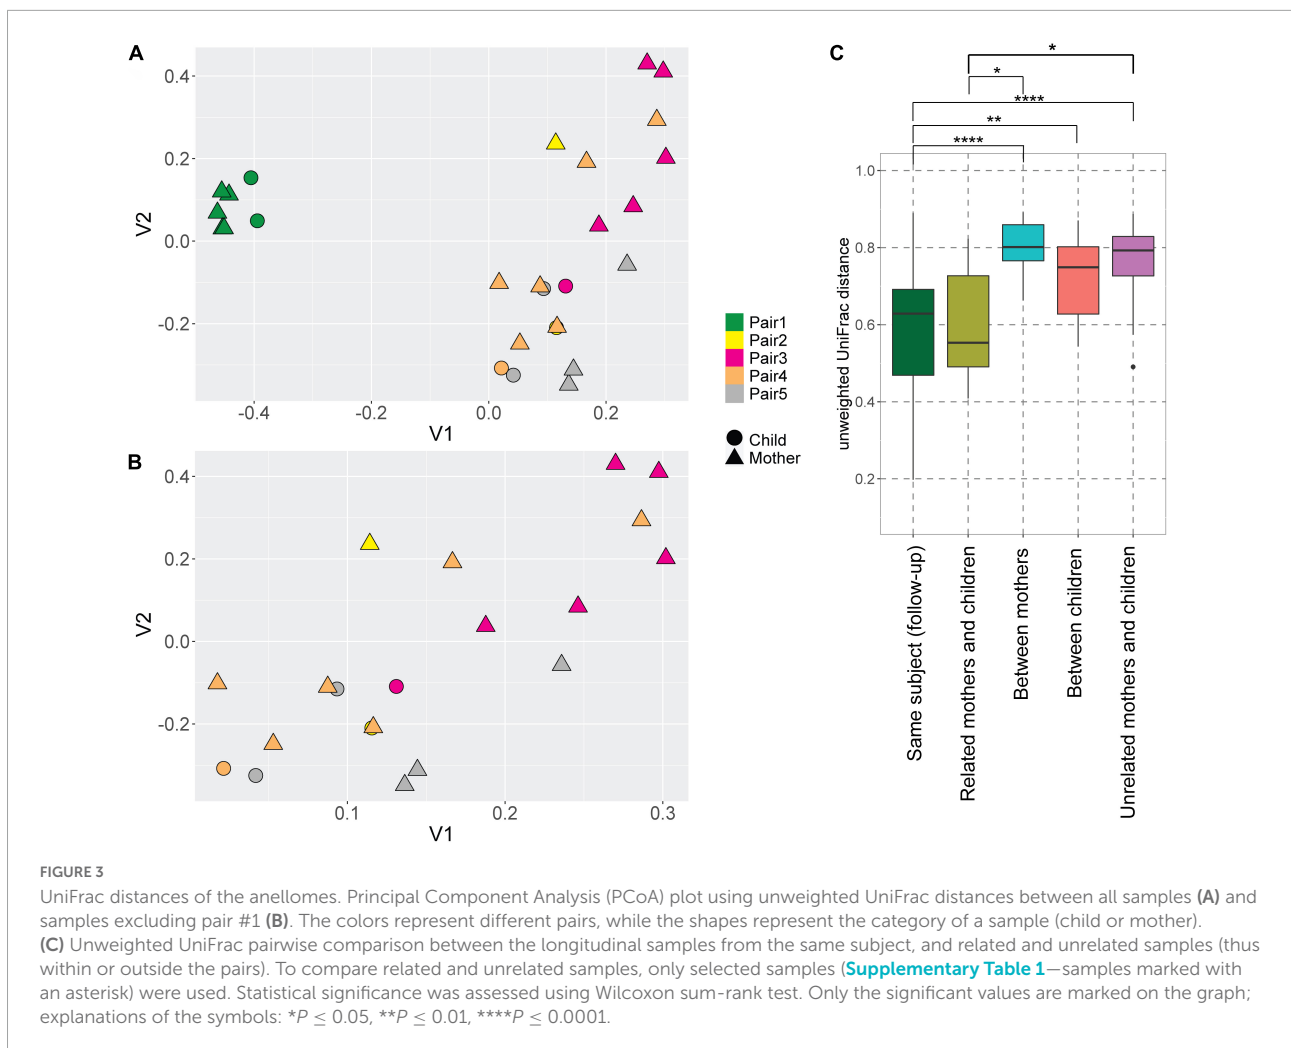 A
0.4
0.2
0.0
-0.2
V2
-0.4
-0.2
0.0
0.2
V1
B
0.4
0.2
0.0
-0.2
V2
0.1
0.2
0.3
V1
Pair1
Pair2
Pair3
Pair4
Pair5
Child
Mother
C
*
*
****
**
****
1.0
0.8
0.6
0.4
0.2
unweighted UniFrac distance
Same subject (follow-up)
Related mothers and children
Between mothers
Between children
Unrelated mothers and children
FIGURE 3
UniFrac distances of the anellomes. Principal Component Analysis (PCoA) plot using unweighted UniFrac distances between all samples (A) and
samples excluding pair #1 (B). The colors represent different pairs, while the shapes represent the category of a sample (child or mother).
(C) Unweighted UniFrac pairwise comparison between the longitudinal samples from the same subject, and related and unrelated samples (thus
within or outside the pairs). To compare related and unrelated samples, only selected samples (Supplementary Table 1—samples marked with
an asterisk) were used. Statistical significance was assessed using Wilcoxon sum-rank test. Only the significant values are marked on the graph;
explanations of the symbols: *P ≤ 0.05, **P ≤ 0.01, ****P ≤ 0.0001.